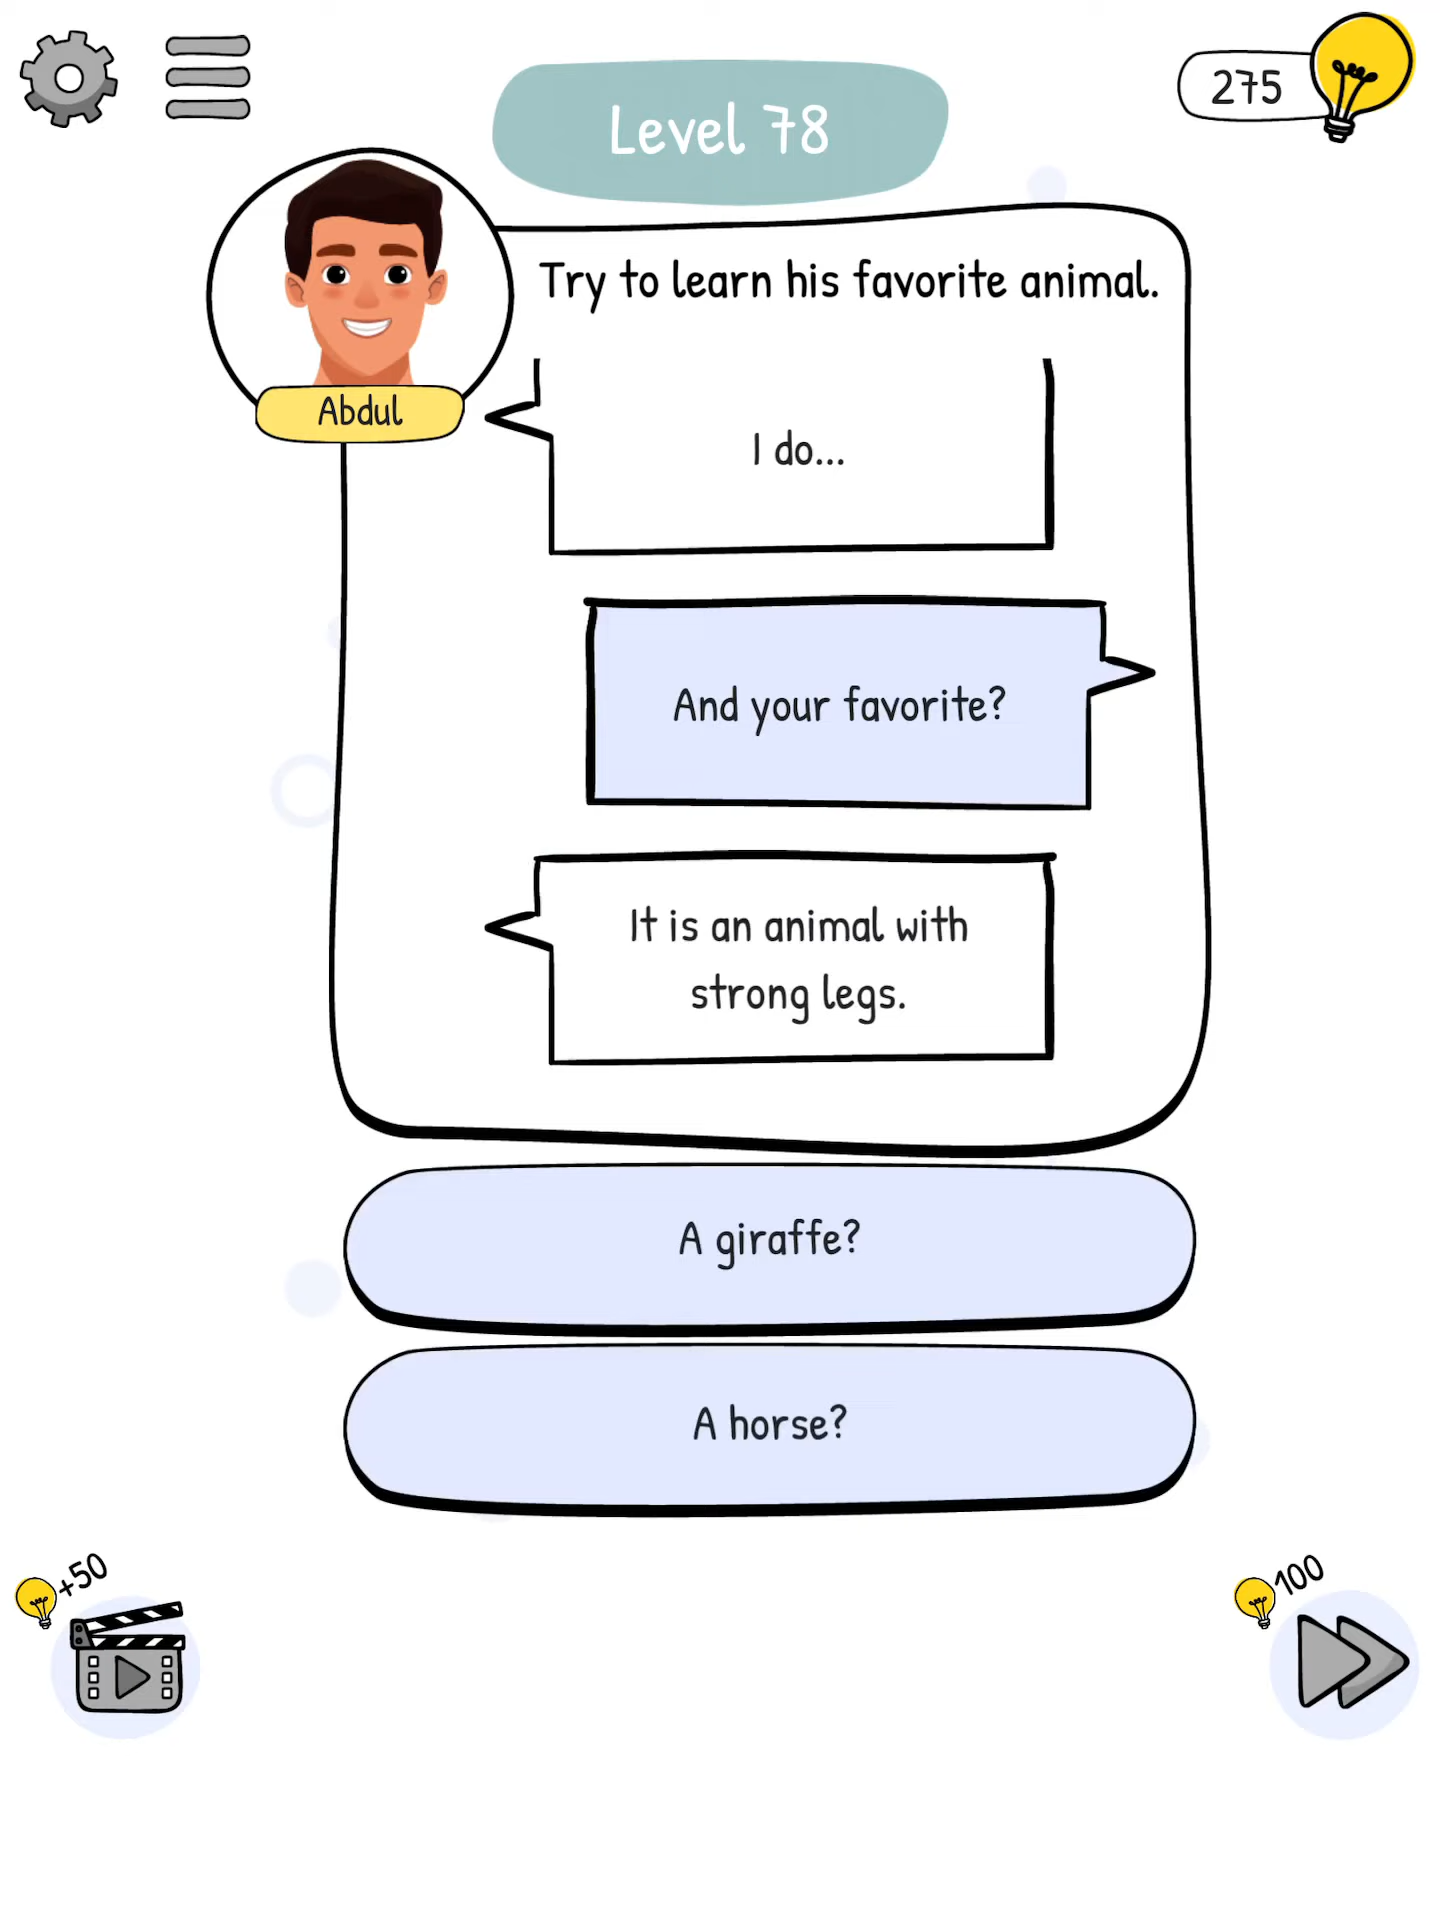 Level 78
275
Try to learn his favorite animal.
Abdul
I do...
And your favorite?
It is an animal with
strong legs.
A giraffe?
A horse?
+50
100